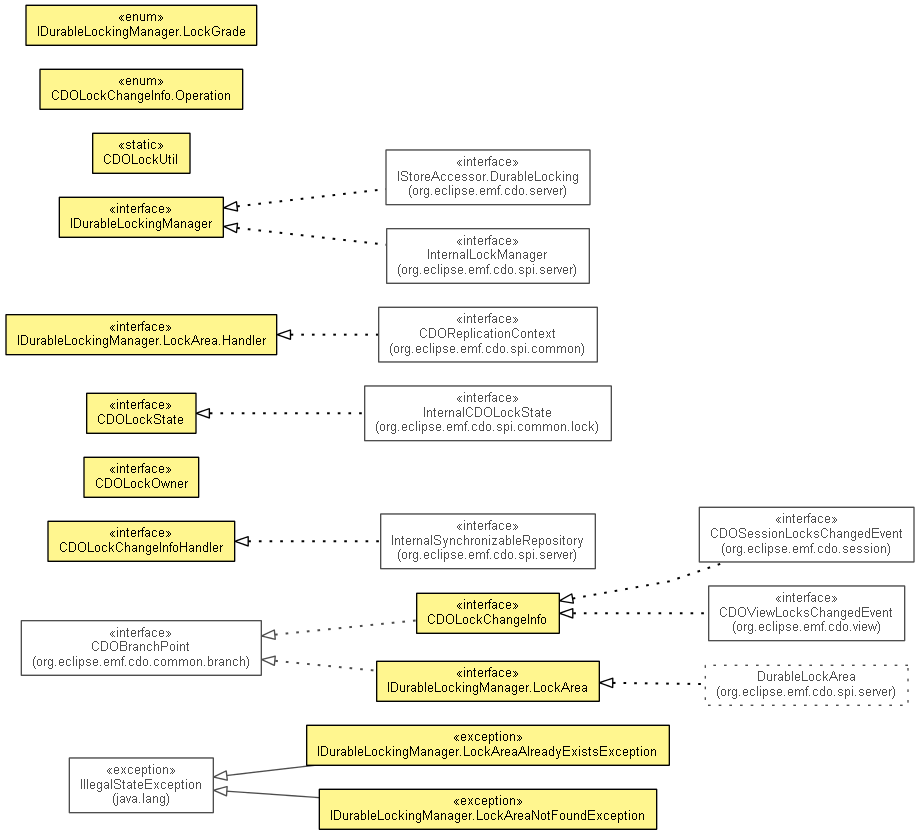 «enum»
IDurableLockingManager.LockGrade
«enum»
CDOLockChangeInfo.Operation
«static»
CDOLockUtil
«interface»
IStoreAccessor.DurableLocking
(org.eclipse.emf.cdo.server)
«interface»
IDurableLockingManager
«interface»
InternalLockManager
(org.eclipse.emf.cdo.spi.server)
«interface»
IDurableLockingManager.LockArea.Handler
«interface»
CDOReplicationContext
(org.eclipse.emf.cdo.spi.common)
«interface»
CDOLockState
«interface»
InternalCDOLockState
(org.eclipse.emf.cdo.spi.common.lock)
«interface»
CDOLockOwner
«interface»
CDOLockChangeInfoHandler
«interface»
InternalSynchronizableRepository
(org.eclipse.emf.cdo.spi.server)
«interface»
CDOSessionLocksChangedEvent
(org.eclipse.emf.cdo.session)
«interface»
CDOLockChangeInfo
«interface»
CDOViewLocksChangedEvent
(org.eclipse.emf.cdo.view)
«interface»
CDOBranchPoint
(org.eclipse.emf.cdo.common.branch)
«interface»
IDurableLockingManager.LockArea
DurableLockArea
(org.eclipse.emf.cdo.spi.server)
«exception»
IDurableLockingManager.LockAreaAlreadyExistsException
«exception»
IllegalStateException
(java.lang)
«exception»
IDurableLockingManager.LockAreaNotFoundException